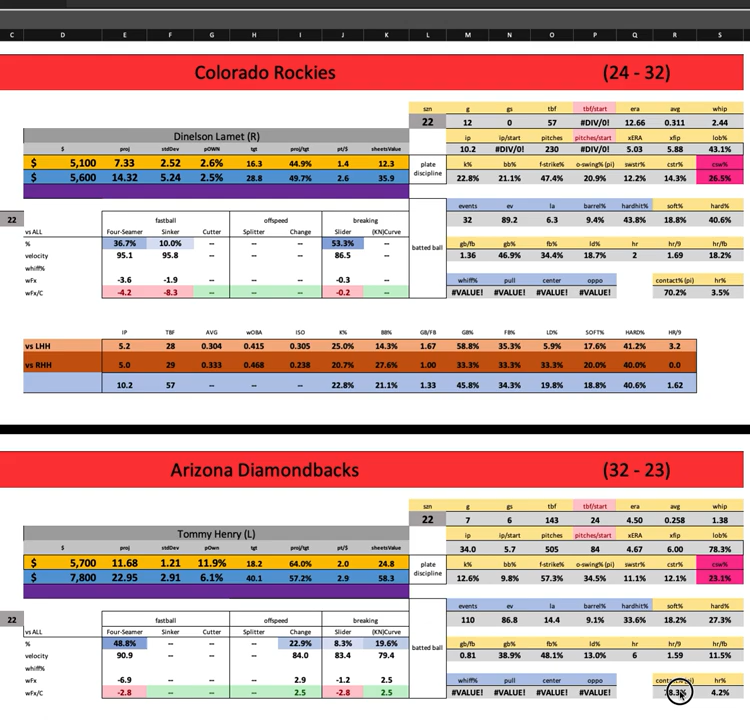 C D E F G H I J K L M N O P Q R S
Colorado Rockies (24 - 32)
szn g gs tbf tbf/start era avg whip
22 12 0 57 #DIV/0! 12.66 0.311 2.44
Dinelson Lamet (R) ip ip/start pitches pitches/start xERA xfip lob%
$ proj stdDev pOWN tgt proj/tgt pt/$ sheetsValue 10.2 #DIV/0! 230 #DIV/0! 5.03 5.88 43.1%
$ 5,100 7.33 2.52 2.6% 16.3 44.9% 1.4 12.3 plate discipline k% bb% f-strike% o-swing% (pi) swstr% cstr% csw%
$ 5,600 14.32 5.24 2.5% 28.8 49.7% 2.6 35.9 22.8% 21.1% 47.4% 20.9% 12.2% 14.3% 26.5%
events ev la barrel% hardhit% soft% hard%
22 fastball offspeed breaking batted ball 32 89.2 6.3 9.4% 43.8% 18.8% 40.6%
vs ALL Four-Seamer Sinker Cutter Splitter Change Slider (KN)Curve
% 36.7% 10.0% -- -- -- 53.3% -- gb/fb gb% fb% ld% hr hr/9 hr/fb
velocity 95.1 95.8 86.5 1.36 46.9% 34.4% 18.7% 2 1.69 18.2%
whiff%
wFx -3.6 -1.9 -- -- -- -0.3 -- whiff% pull center oppo contact% (pi) hr%
wFx/C -4.2 -8.3 -- -- -- -0.2 -- #VALUE! #VALUE! #VALUE! #VALUE! 70.2% 3.5%
IP TBF AVG wOBA ISO K% BB% GB/FB GB% FB% LD% SOFT% HARD% HR/9
vs LHH 5.2 28 0.304 0.415 0.305 25.0% 14.3% 1.67 58.8% 35.3% 5.9% 17.6% 41.2% 3.2
vs RHH 5.0 29 0.333 0.468 0.238 20.7% 27.6% 1.00 33.3% 33.3% 33.3% 20.0% 40.0% 0.0
10.2 57 -- -- -- 22.8% 21.1% 1.33 45.8% 34.3% 19.8% 18.8% 40.6% 1.62
Arizona Diamondbacks (32 - 23)
szn g gs tbf tbf/start era avg whip
22 7 6 143 24 4.50 0.258 1.38
Tommy Henry (L) ip ip/start pitches pitches/start xERA xfip lob%
$ proj stdDev pOwn tgt proj/tgt pt/$ sheetsValue 34.0 5.7 505 84 4.67 6.00 78.3%
$ 5,700 11.68 1.21 11.9% 18.2 64.0% 2.0 24.8 plate discipline k% bb% f-strike% o-swing% (pi) swstr% cstr% csw%
$ 7,800 22.95 2.91 6.1% 40.1 57.2% 2.9 58.3 12.6% 9.8% 57.3% 34.5% 11.1% 12.1% 23.1%
events ev la barrel% hardhit% soft% hard%
22 fastball offspeed breaking batted ball 110 86.8 14.4 9.1% 33.6% 18.2% 27.3%
vs ALL Four-Seamer Sinker Cutter Splitter Change Slider (KN)Curve
% 48.8% -- -- -- 22.9% 8.3% 19.6% gb/fb gb% fb% ld% hr hr/9 hr/fb
velocity 90.9 84.0 83.4 79.4 0.81 38.9% 48.1% 13.0% 6 1.59 11.5%
whiff%
wFx -6.9 -- -- -- 2.9 -1.2 2.5 whiff% pull center oppo hr%
wFx/C -2.8 -- -- -- 2.5 -2.8 2.5 #VALUE! #VALUE! #VALUE! #VALUE! 4.2%